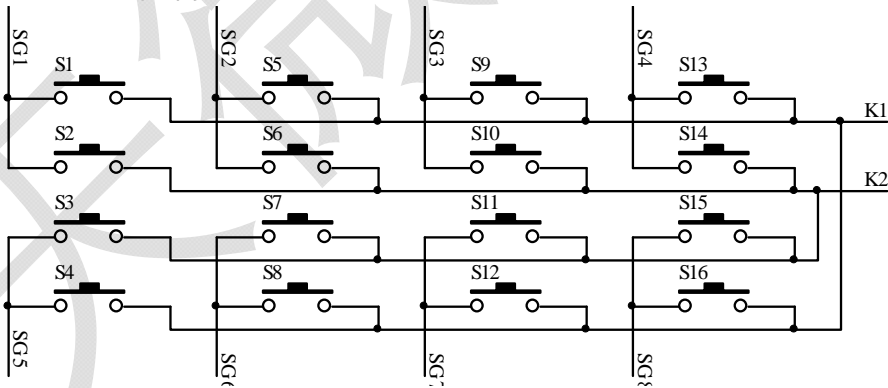 SG1 SG2 SG3 SG4
S1 S5 S9 S13
K1
S2 S6 S10 S14
K2
S3 S7 S11 S15
S4 S8 S12 S16
SG5 SG6 SG7 SG8